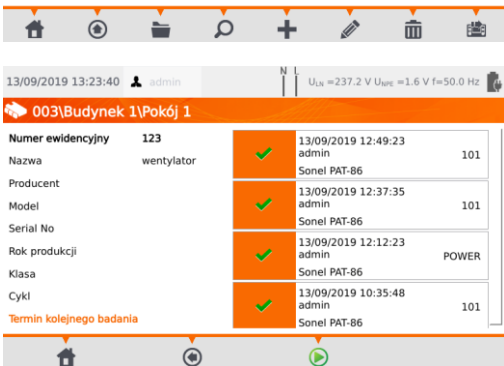 13/09/2019 13:23:40 admin N L U_LN =237.2 V U_NPE =1.6 V f=50.0 Hz
003\Budynek 1\Pokój 1
Numer ewidencyjny 123
Nazwa wentylator
Producent
Model
Serial No
Rok produkcji
Klasa
Cykl
Termin kolejnego badania
13/09/2019 12:49:23
admin 101
Sonel PAT-86
13/09/2019 12:37:35
admin 101
Sonel PAT-86
13/09/2019 12:12:23
admin POWER
Sonel PAT-86
13/09/2019 10:35:48
admin 101
Sonel PAT-86